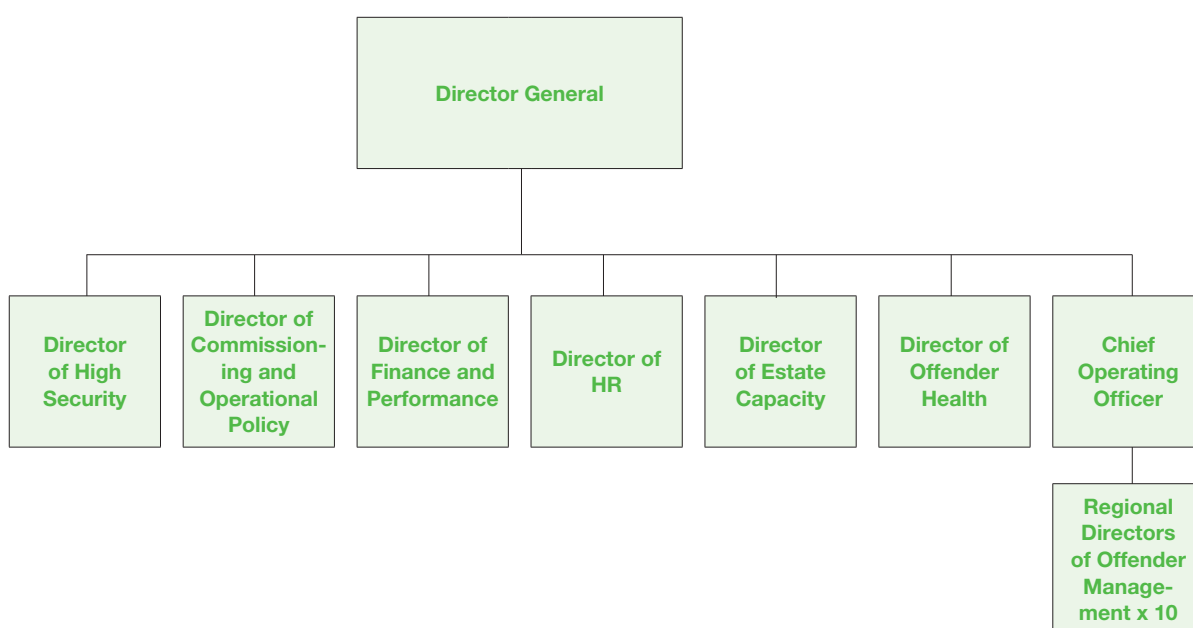 Director General
Director
of High
Security
Director of
Commission-
ing and
Operational
Policy
Director of
Finance and
Performance
Director of
HR
Director
of Estate
Capacity
Director of
Offender
Health
Chief
Operating
Officer
Regional
Directors
of Offender
Manage-
ment x 10